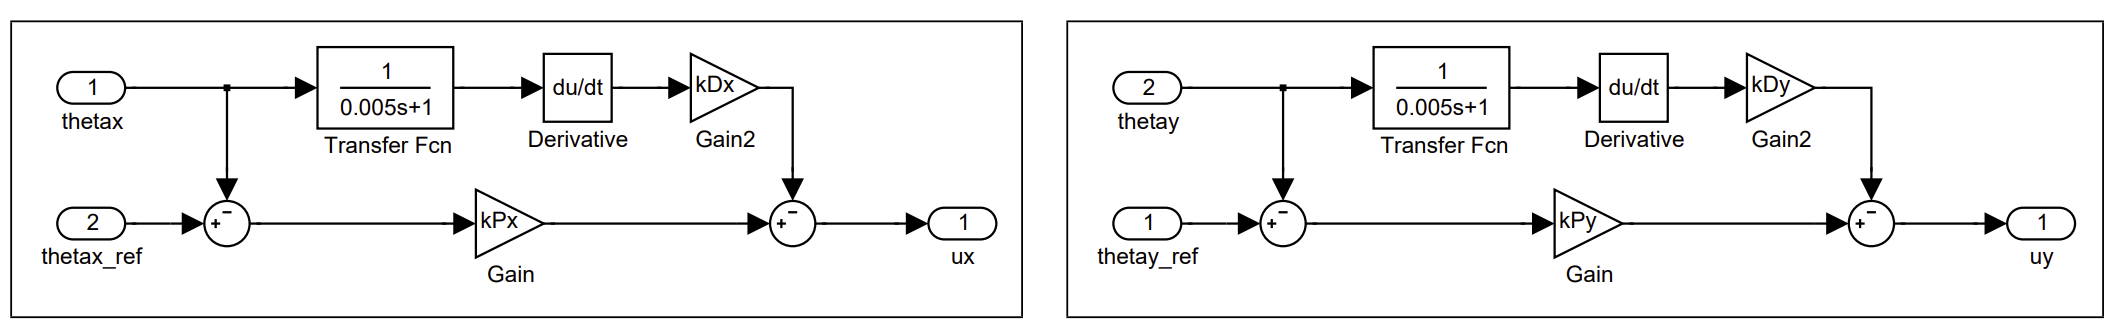 1
thetax
1
0.005s+1
Transfer Fcn
du/dt
Derivative
kDx
Gain2
2
thetax_ref
+
−
kPx
Gain
+
−
1
ux
2
thetay
1
0.005s+1
Transfer Fcn
du/dt
Derivative
kDy
Gain2
1
thetay_ref
+
−
kPy
Gain
+
−
1
uy